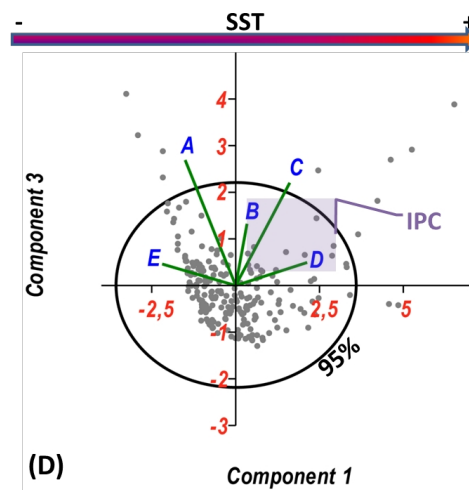 - SST +
4
3
2
1
-1
-2
-3
-2,5
2,5
5
A
B
C
D
E
IPC
95%
Component 3
(D)
Component 1